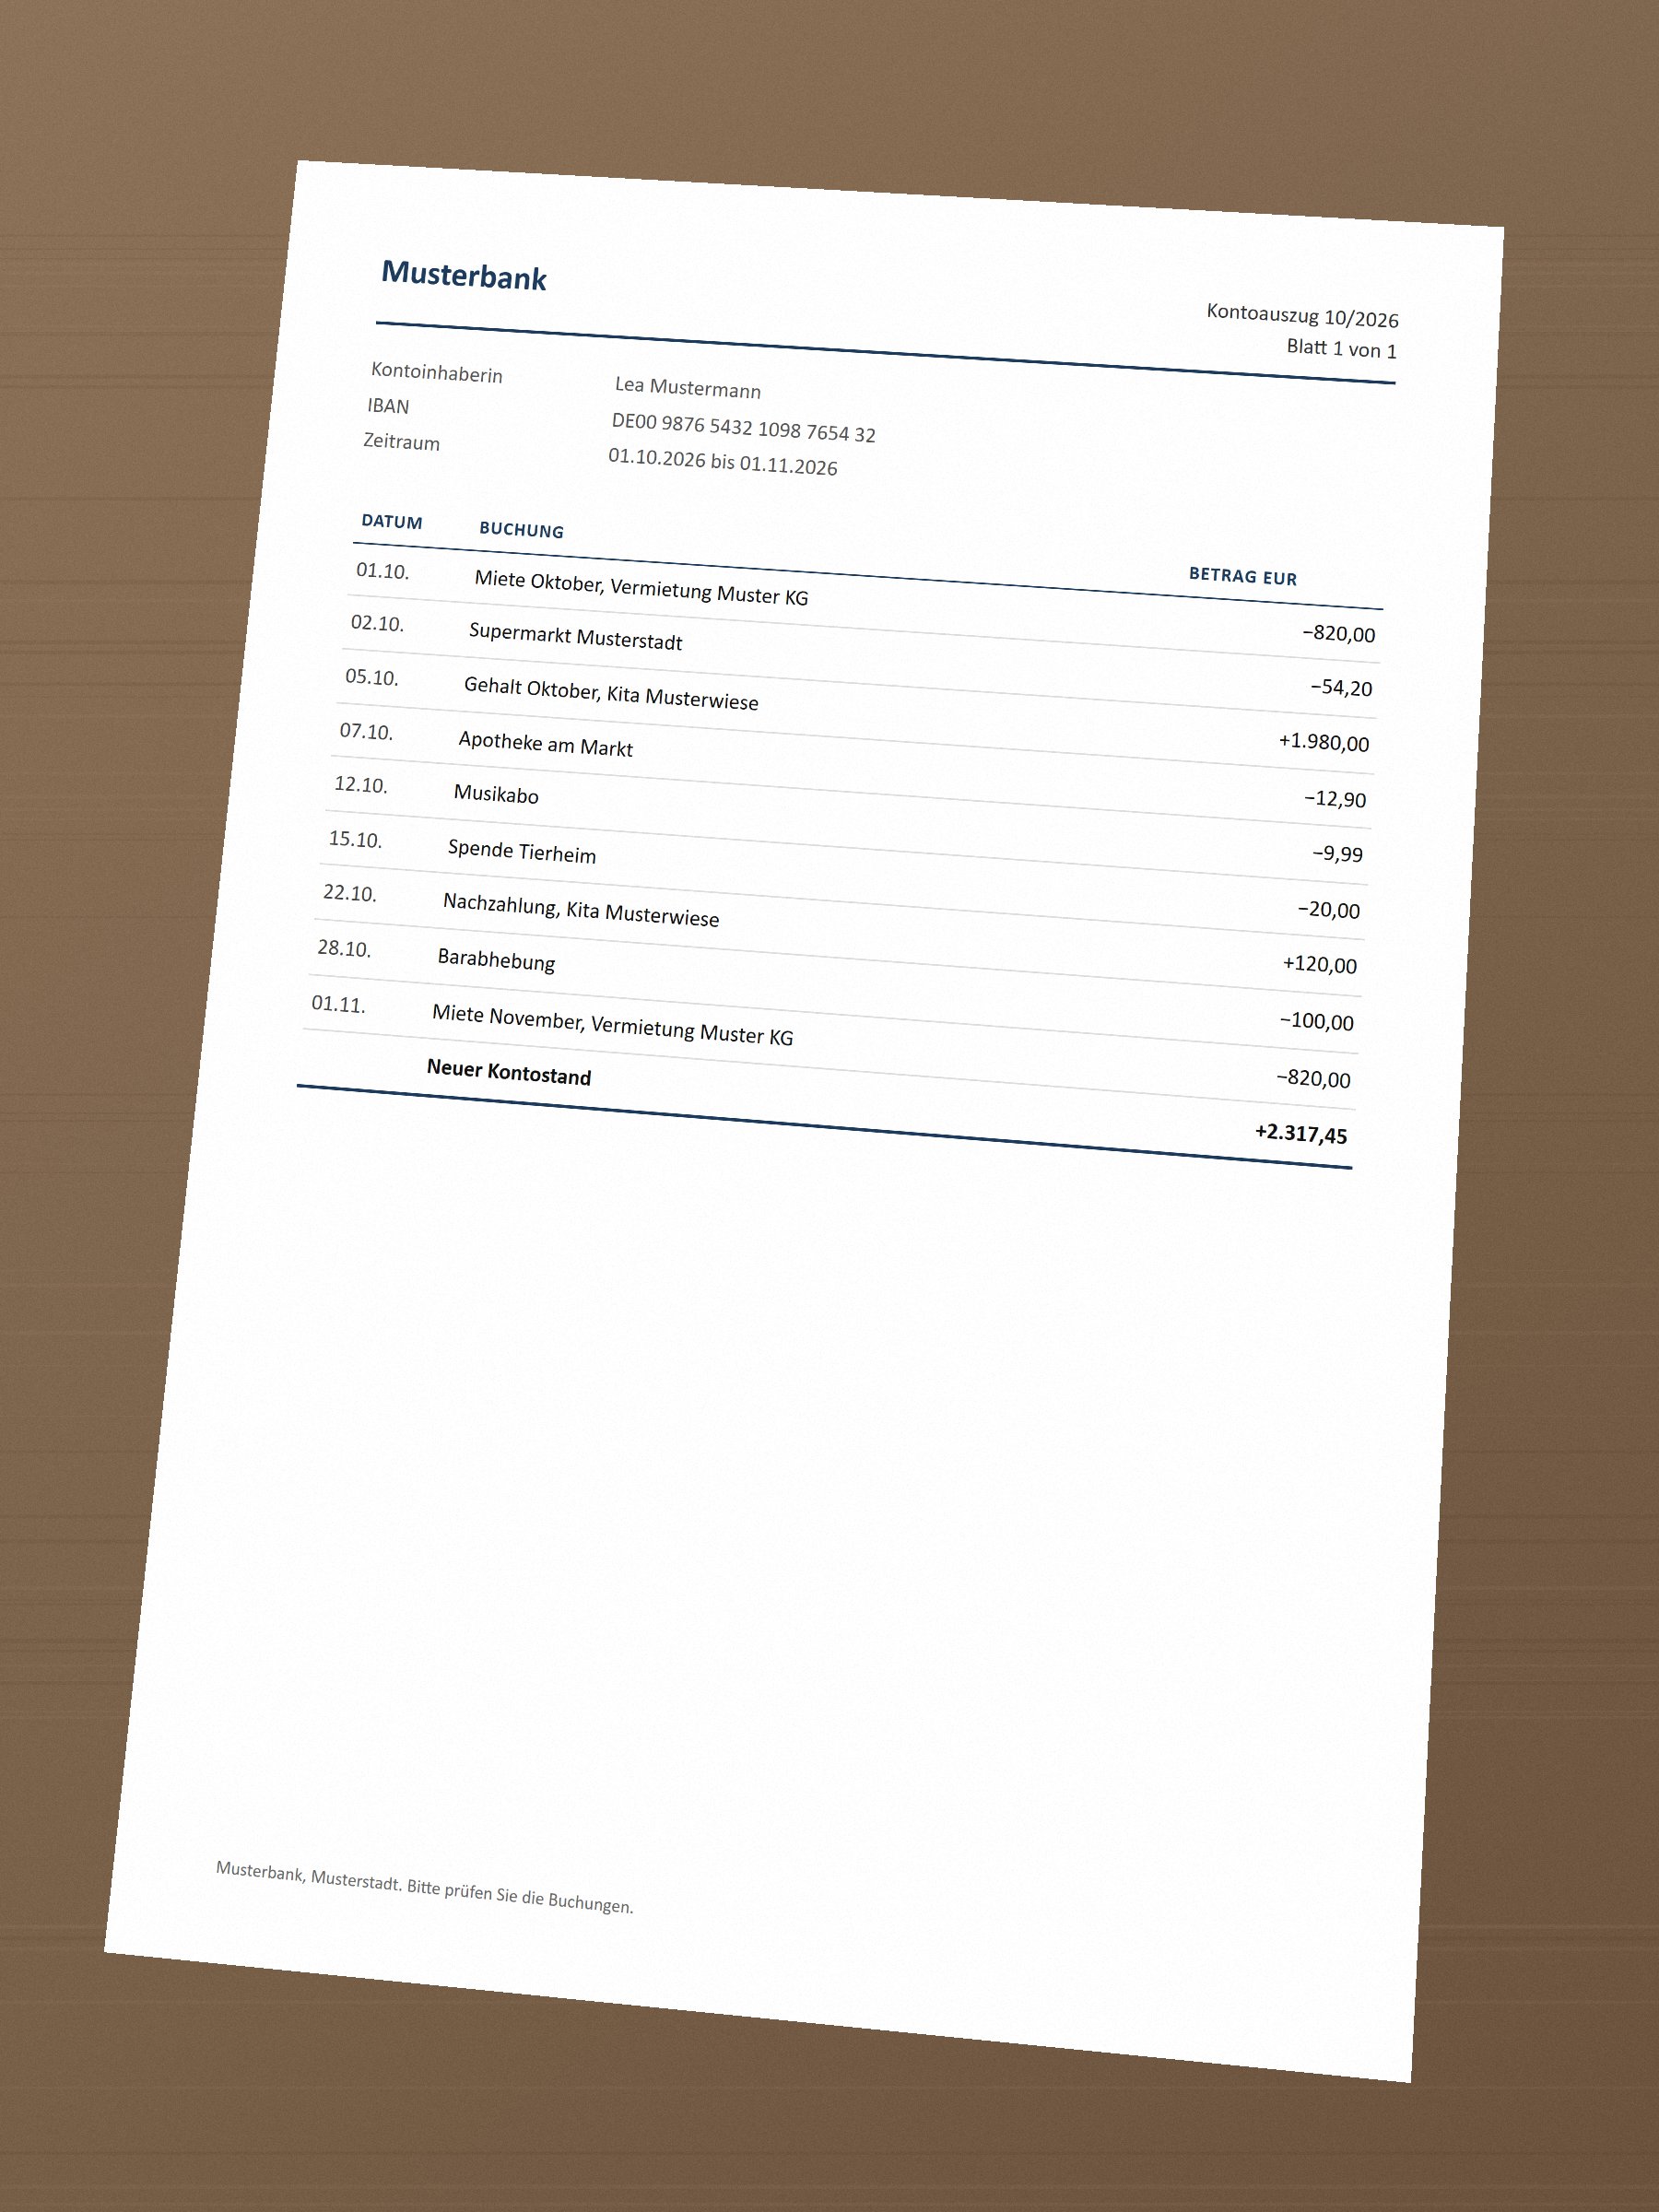 Musterbank
Kontoauszug 10/2026
Blatt 1 von 1
Kontoinhaberin Lea Mustermann
IBAN DE00 9876 5432 1098 7654 32
Zeitraum 01.10.2026 bis 01.11.2026
DATUM BUCHUNG BETRAG EUR
01.10. Miete Oktober, Vermietung Muster KG −820,00
02.10. Supermarkt Musterstadt −54,20
05.10. Gehalt Oktober, Kita Musterwiese +1.980,00
07.10. Apotheke am Markt −12,90
12.10. Musikabo −9,99
15.10. Spende Tierheim −20,00
22.10. Nachzahlung, Kita Musterwiese +120,00
28.10. Barabhebung −100,00
01.11. Miete November, Vermietung Muster KG −820,00
Neuer Kontostand +2.317,45
Musterbank, Musterstadt. Bitte prüfen Sie die Buchungen.